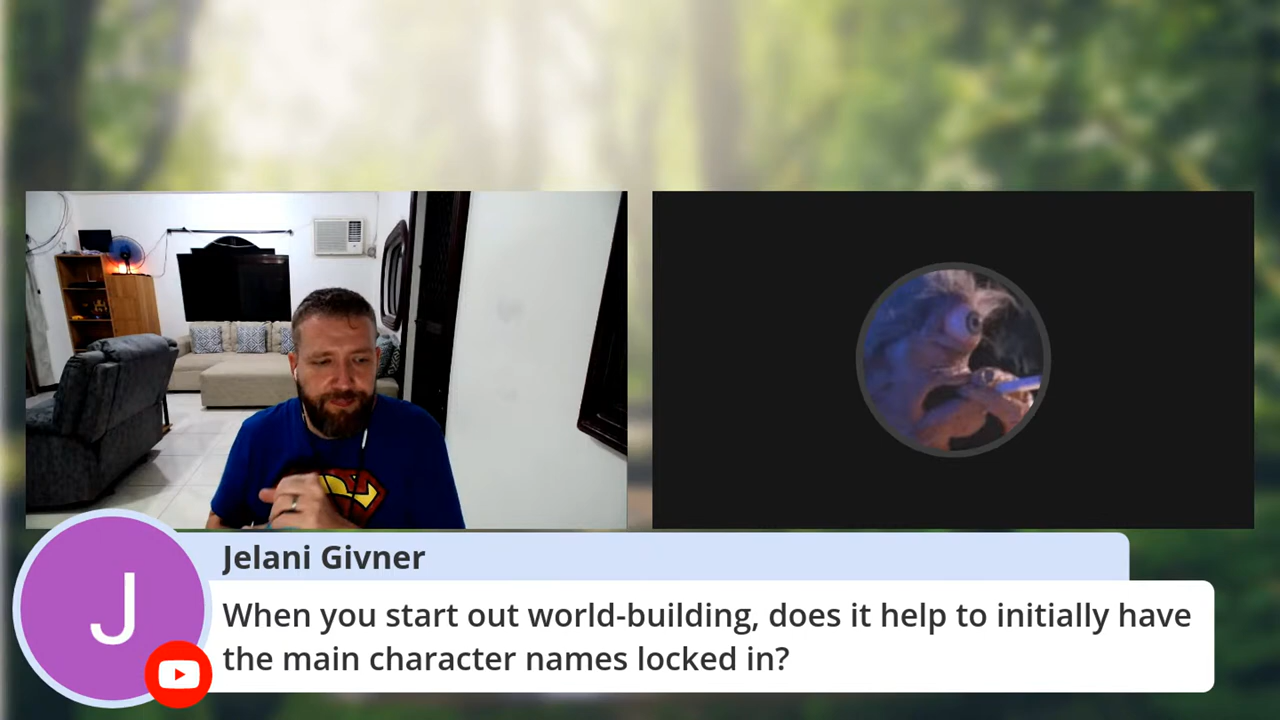 Jelani Givner
When you start out world-building, does it help to initially have
the main character names locked in?
J